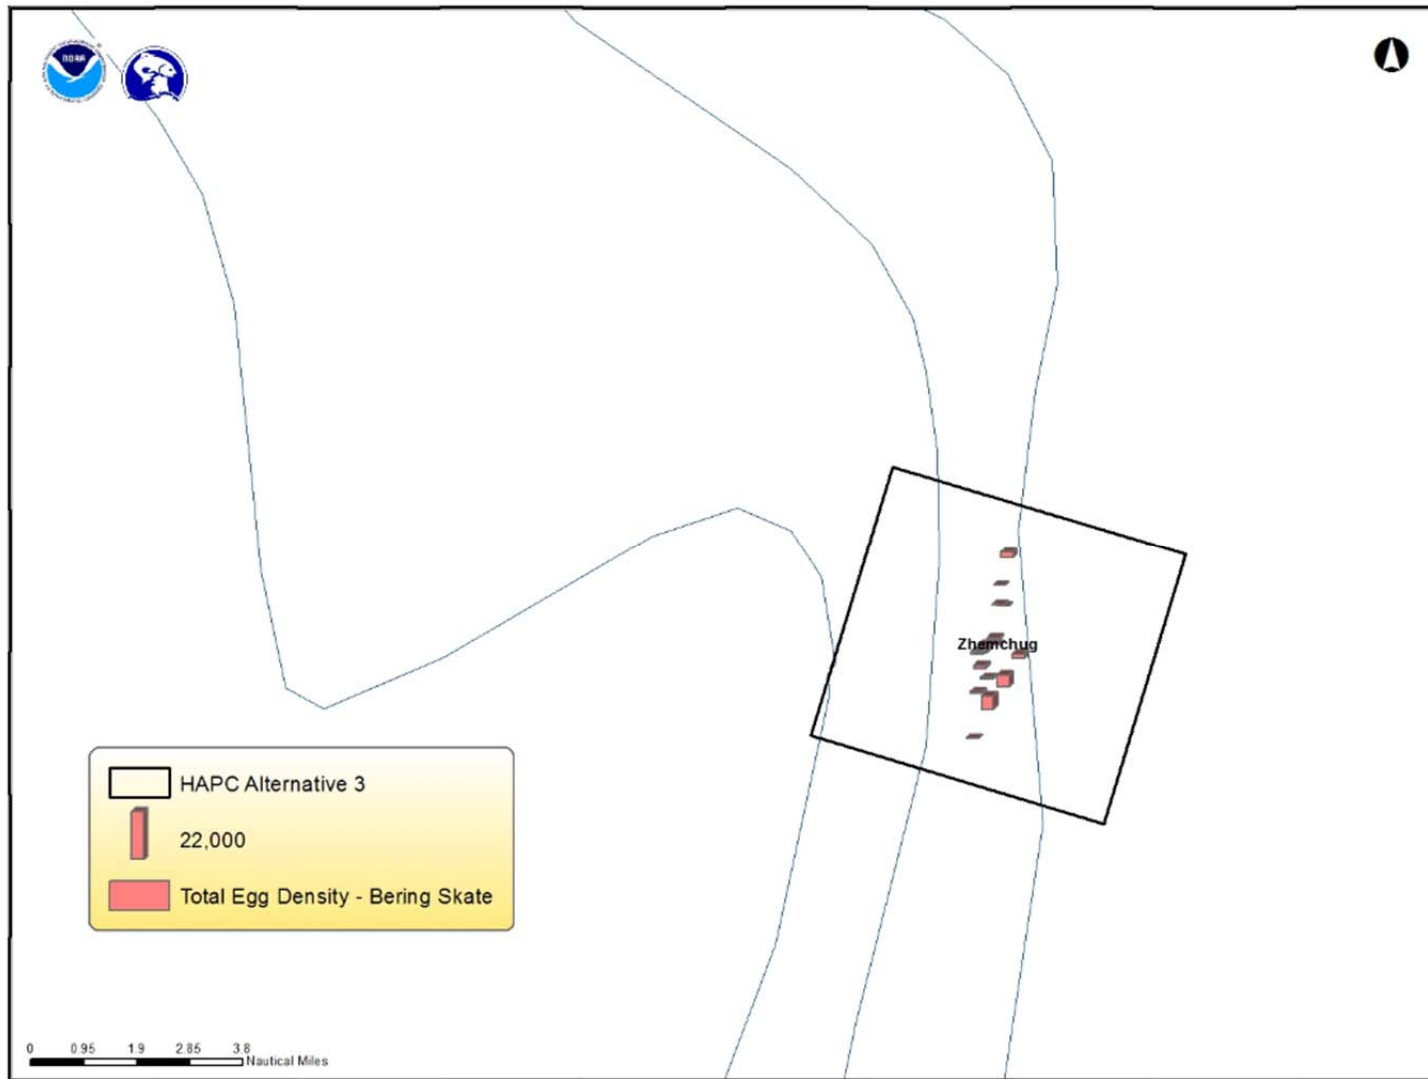 NOAA
Zhemchug
HAPC Alternative 3
22,000
Total Egg Density - Bering Skate
0 0.95 1.9 2.85 3.8
Nautical Miles